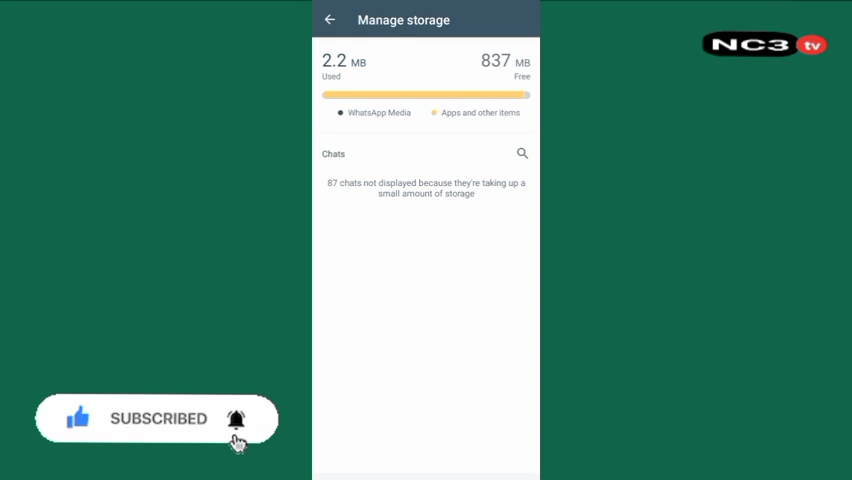 Manage storage
NC3 tv
2.2 MB
837 MB
Used
Free
WhatsApp Media
Apps and other items
Chats
87 chats not displayed because they're taking up a
small amount of storage
SUBSCRIBED